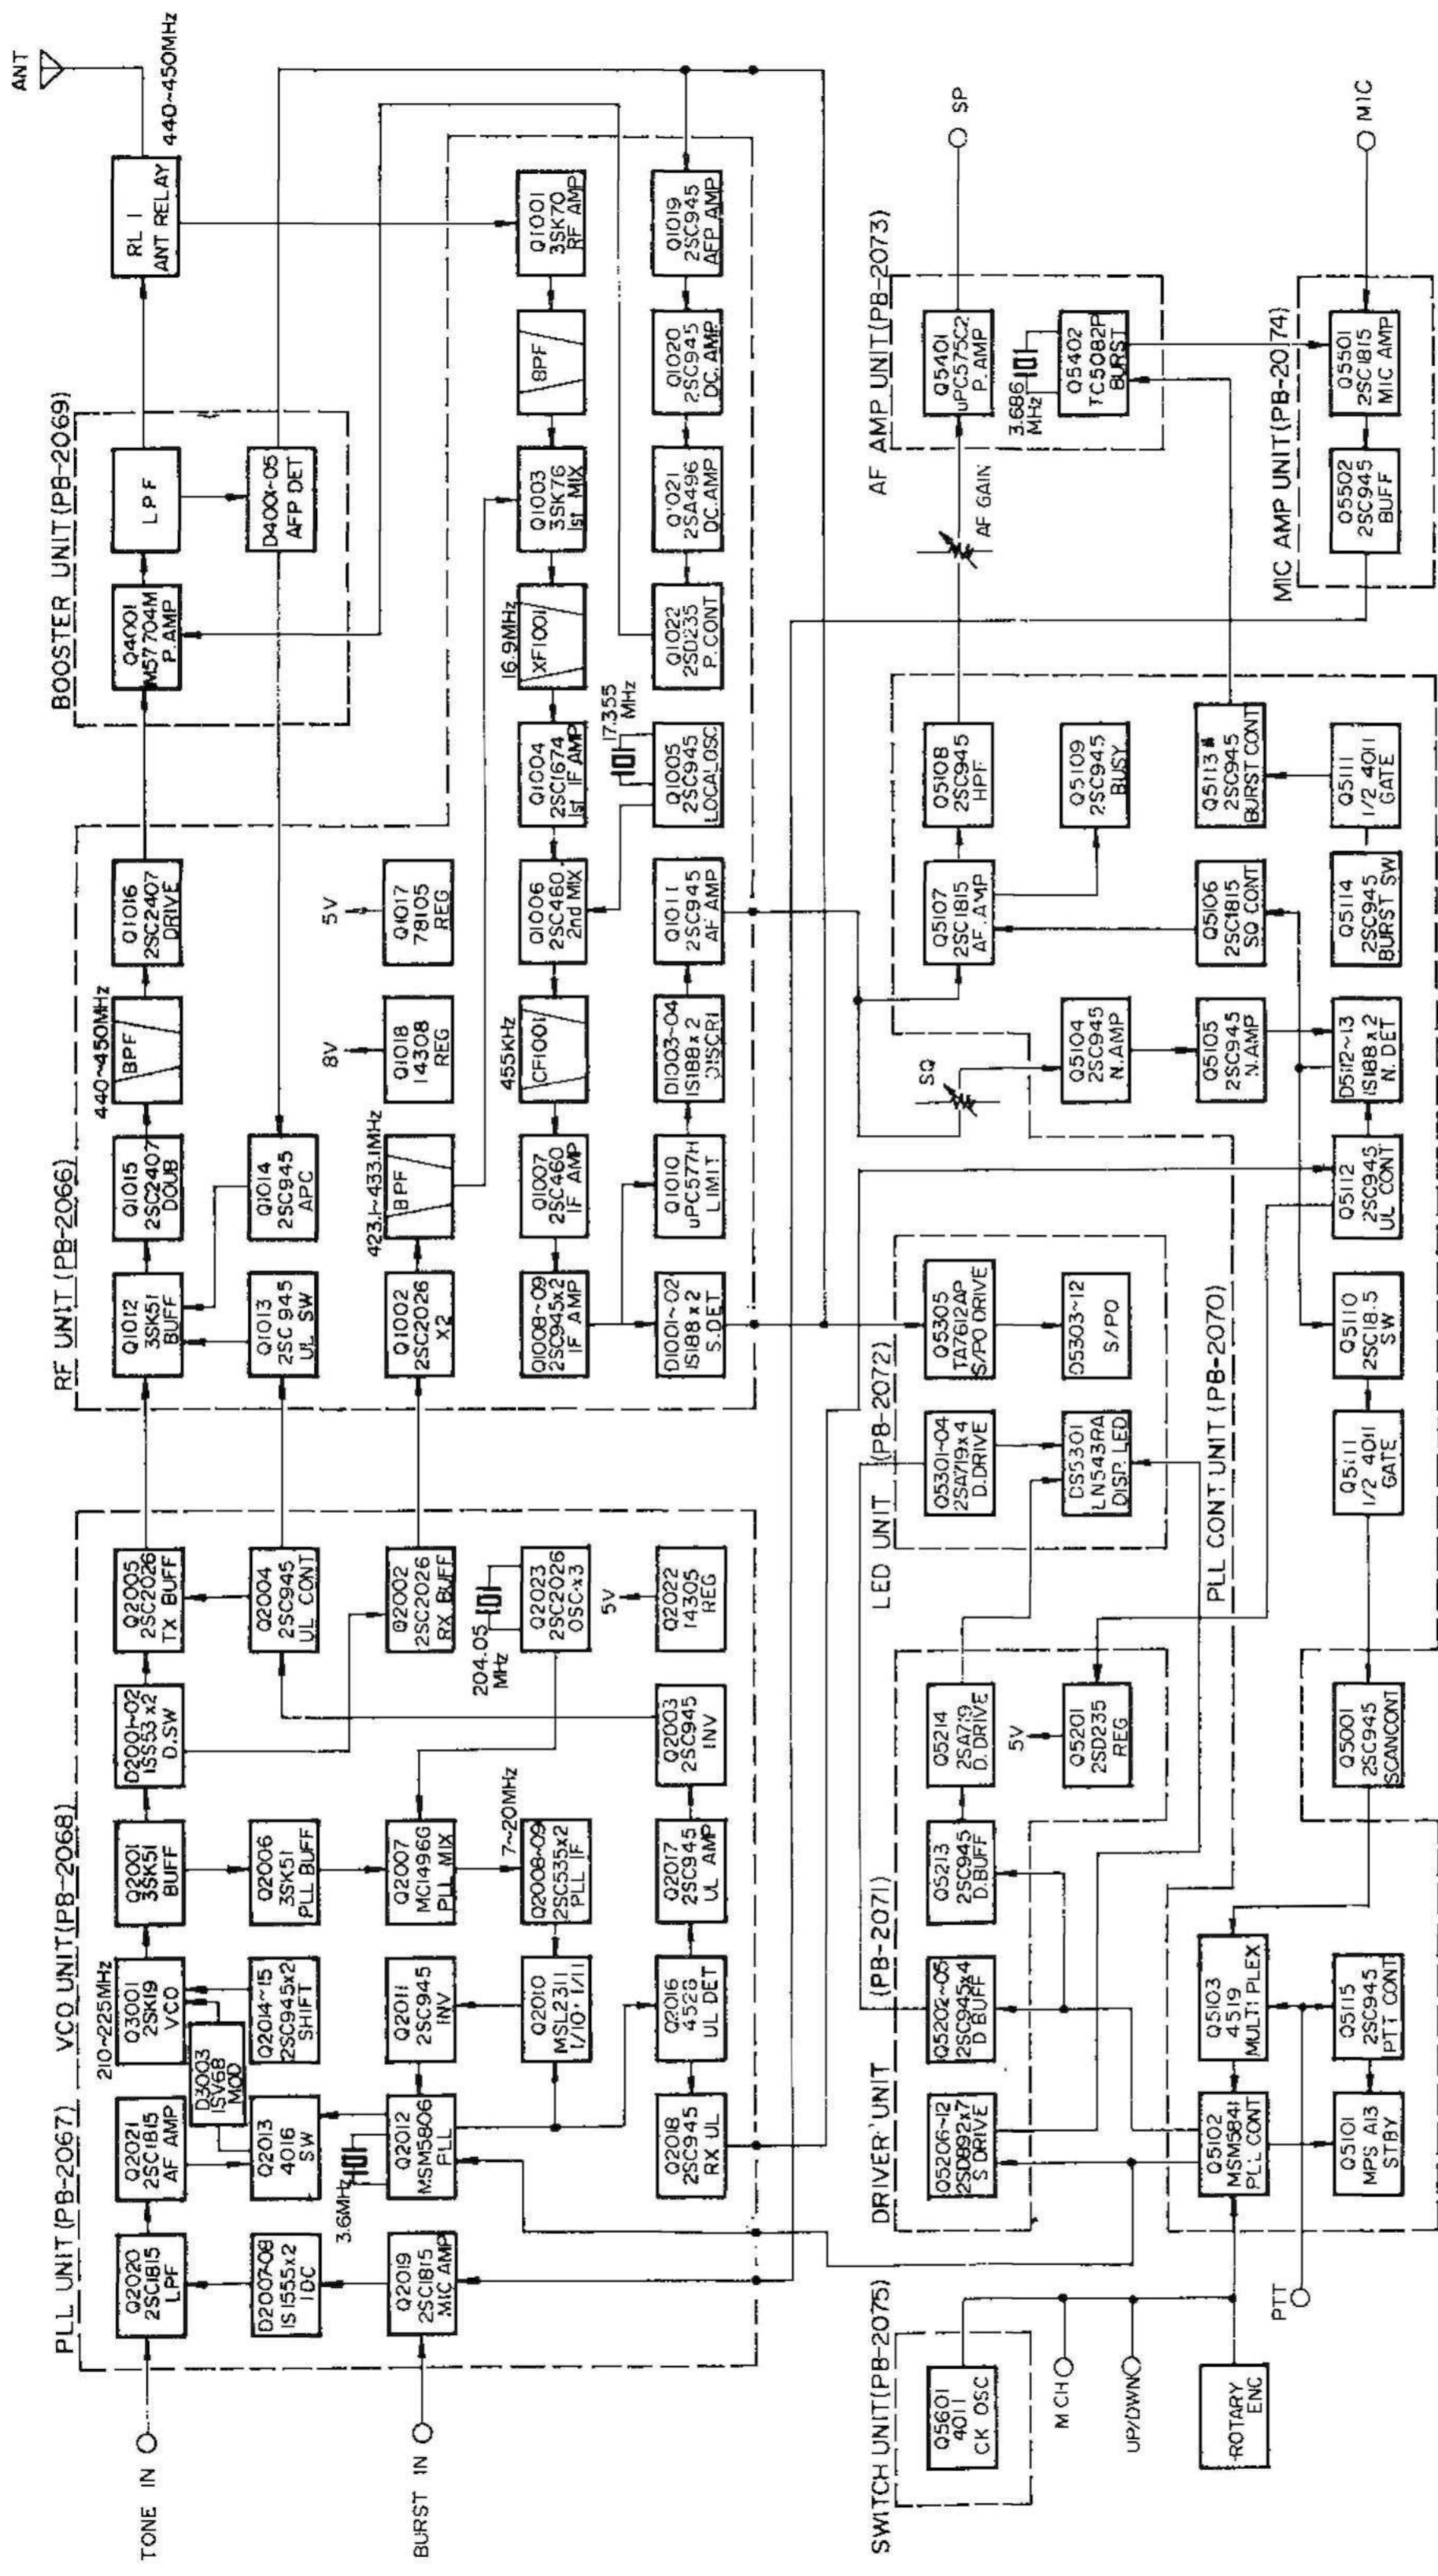 PLL UNIT(PB-2067)
VCO UNIT(PB-2068)
TONE IN
Q2020
2SC1815
LPF
Q2021
2SC1815
AF AMP
210~225MHz
Q3001
2SK19
VCO
Q2001
3SK51
BUFF
D2001~02
1SS53x2
D.SW
Q2005
2SC2026
TX BUFF
D3003
1SV68
MOD
D2007~08
1S1555x2
IDC
Q2013
4016
SW
Q2014~15
2SC945x2
SHIFT
Q2006
3SK51
PLL BUFF
Q2004
2SC945
UL CONT
BURST IN
Q2019
2SC1815
MIC AMP
3.6MHz
Q2012
MSM5806
PLL
Q2011
2SC945
INV
Q2007
MC1496G
PLL MIX
Q2002
2SC2026
RX BUFF
Q2010
MSL2311
1/10·1/11
7~20MHz
Q2008~09
2SC535x2
PLL IF
204.05
MHz
Q2023
2SC2026
OSC·x3
Q2018
2SC945
RX UL
Q2016
4526
UL DET
Q2017
2SC945
UL AMP
Q2003
2SC945
INV
5V
Q2022
14305
REG
RF UNIT(PB-2066)
Q1012
3SK51
BUFF
Q1015
2SC2407
DOUB
440~450MHz
BPF
Q1016
2SC2407
DRIVE
Q1013
2SC945
UL SW
Q1014
2SC945
APC
Q1002
2SC2026
x2
423.1~433.1MHz
BPF
8V
Q1018
14308
REG
5V
Q1017
78105
REG
Q1008~09
2SC945x2
IF AMP
Q1007
2SC460
IF AMP
455KHz
CF1001
Q1006
2SC460
2nd MIX
Q1004
2SC1674
1st IF AMP
16.9MHz
XF1001
Q1003
3SK76
1st MIX
BPF
Q1001
3SK70
RF AMP
D1001~02
1S188x2
S.DET
Q1010
uPC577H
LIMIT
D1003~04
1S188x2
DISCRI
Q1011
2SC945
AF AMP
17.355
MHz
Q1005
2SC945
LOCAL OSC
Q1022
2SD235
P.CONT
Q1021
2SA496
DC.AMP
Q1020
2SC945
DC.AMP
Q1019
2SC945
AFP AMP
BOOSTER UNIT(PB-2069)
Q4001
M57704M
P.AMP
LPF
D4001~05
AFP DET
RL 1
ANT RELAY
ANT
440~450MHz
SWITCH UNIT(PB-2075)
Q5601
4011
CK OSC
MCH
UP/DWN
ROTARY
ENC
DRIVER UNIT (PB-2071)
Q5206~12
2SD892x7
S DRIVE
Q5202~05
2SC945x4
D BUFF
Q5213
2SC945
D.BUFF
Q5214
2SA719
D.DRIVE
5V
Q5201
2SD235
REG
LED UNIT (PB-2072)
Q5301~04
2SA719x4
D.DRIVE
Q5305
TA7612AP
S/PO DRIVE
DS5301
LN543RA
DISP. LED
D5303~12
S/PO
PLL CONT UNIT(PB-2070)
Q5102
MSM5841
PLL CONT
Q5103
4519
MULTI PLEX
Q5101
MPS A13
STBY
Q5115
2SC945
PTT CONT
PTT
Q5001
2SC945
SCANCONT
Q5111
1/2 4011
GATE
Q5110
2SC18.5
SW
Q5112
2SC945
UL CONT
D5112~13
1S188x2
N.DET
SQ
Q5104
2SC945
N.AMP
Q5105
2SC945
N.AMP
Q5107
2SC1815
AF.AMP
Q5108
2SC945
HPF
Q5109
2SC945
BUSY
Q5106
2SC1815
SQ CONT
Q5113
2SC945
BURST CONT
Q5114
2SC945
BURST SW
Q5111
1/2 4011
GATE
AF GAIN
AF AMP UNIT(PB-2073)
Q5401
uPC575C2
P.AMP
SP
3.686
MHz
Q5402
TC5082P
BURST
MIC AMP UNIT(PB-2074)
Q5502
2SC945
BUFF
Q5501
2SC1815
MIC AMP
MIC